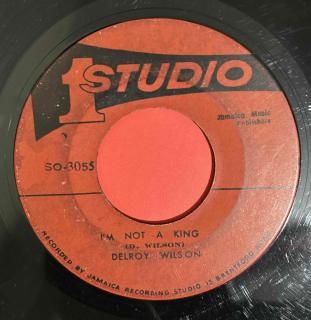 1 STUDIO
Jamaica Music
Publishers
SO-3055
I'M NOT A KING
(D. WILSON)
DELROY WILSON
RECORDED BY JAMAICA RECORDING STUDIO 13 BRENTFORD